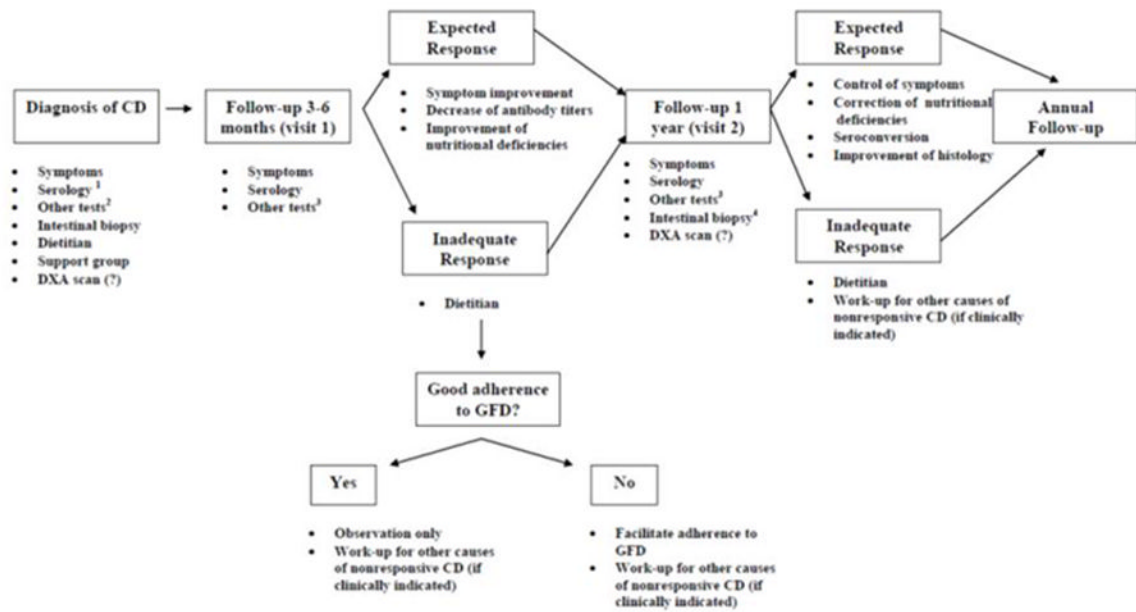 Diagnosis of CD
• Symptoms
• Serology 1
• Other tests2
• Intestinal biopsy
• Dietitian
• Support group
• DXA scan (?)
Follow-up 3-6
months (visit 1)
• Symptoms
• Serology
• Other tests3
Expected
Response
• Symptom improvement
• Decrease of antibody titers
• Improvement of
nutritional deficiencies
Inadequate
Response
• Dietitian
Good adherence
to GFD?
Yes
• Observation only
• Work-up for other causes
of nonresponsive CD (if
clinically indicated)
No
• Facilitate adherence to
GFD
• Work-up for other causes
of nonresponsive CD (if
clinically indicated)
Follow-up 1
year (visit 2)
• Symptoms
• Serology
• Other tests3
• Intestinal biopsy4
• DXA scan (?)
Expected
Response
• Control of symptoms
• Correction of nutritional
deficiencies
• Seroconversion
• Improvement of histology
Inadequate
Response
• Dietitian
• Work-up for other causes of
nonresponsive CD (if clinically
indicated)
Annual
Follow-up